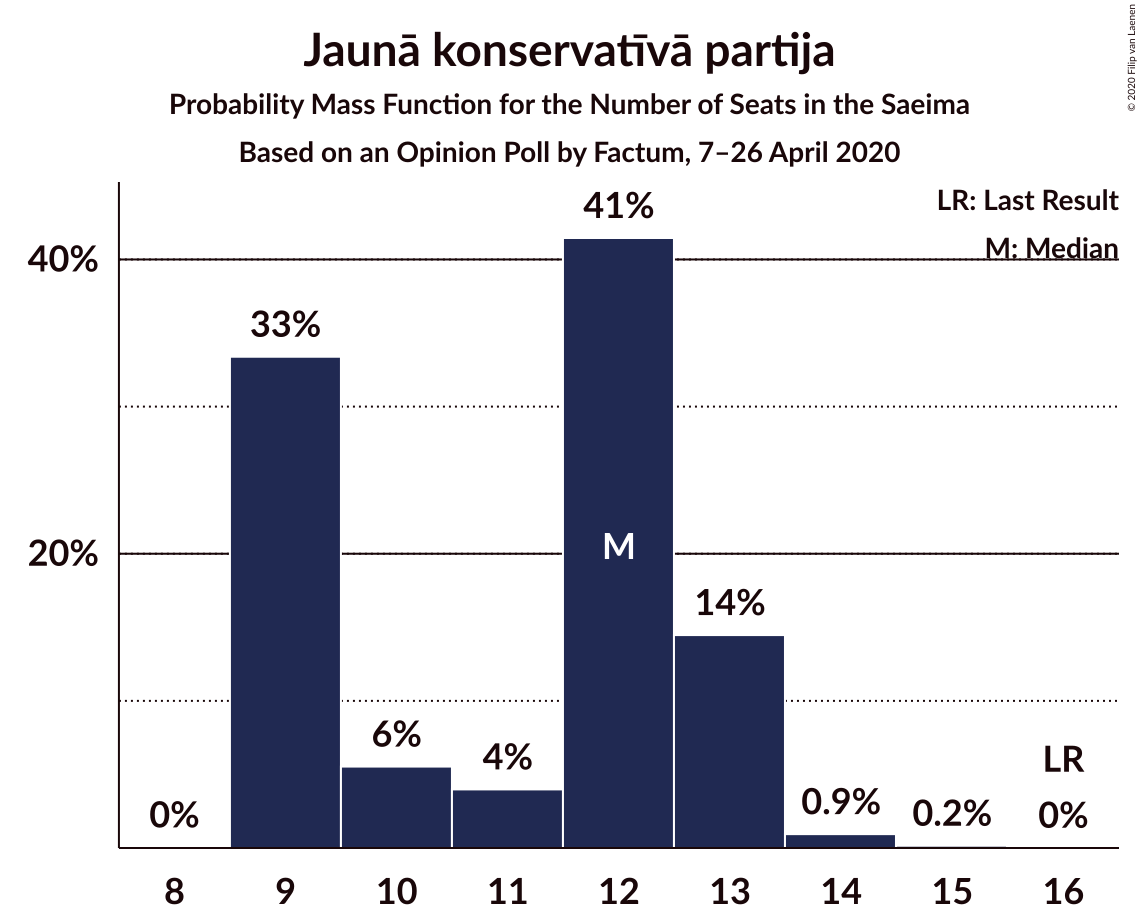 Jaunā konservatīvā partija
Probability Mass Function for the Number of Seats in the Saeima
Based on an Opinion Poll by Factum, 7–26 April 2020
© 2020 Filip van Laenen
LR: Last Result
M: Median
40%
20%
0%
33%
6%
4%
41%
M
14%
0.9%
0.2%
LR
0%
8 9 10 11 12 13 14 15 16